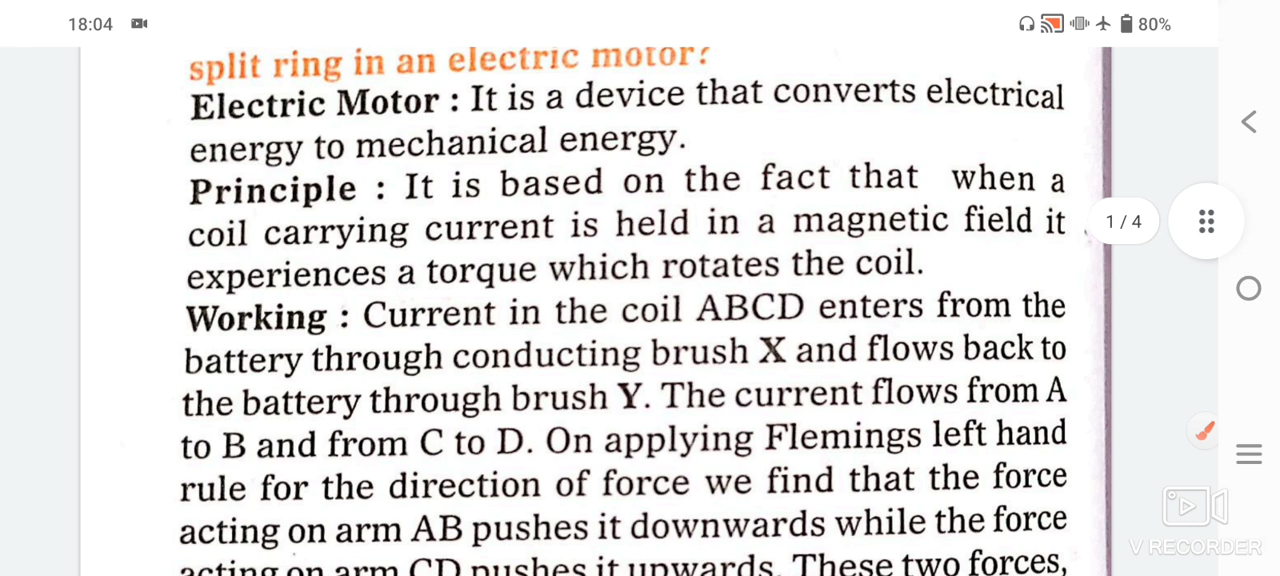 18:04
80%
split ring in an electric motor?
Electric Motor : It is a device that converts electrical
energy to mechanical energy.
Principle : It is based on the fact that when a
coil carrying current is held in a magnetic field it
experiences a torque which rotates the coil.
1 / 4
Working : Current in the coil ABCD enters from the
battery through conducting brush X and flows back to
the battery through brush Y. The current flows from A
to B and from C to D. On applying Flemings left hand
rule for the direction of force we find that the force
acting on arm AB pushes it downwards while the force
acting on arm CD pushes it upwards. These two forces,
V RECORDER